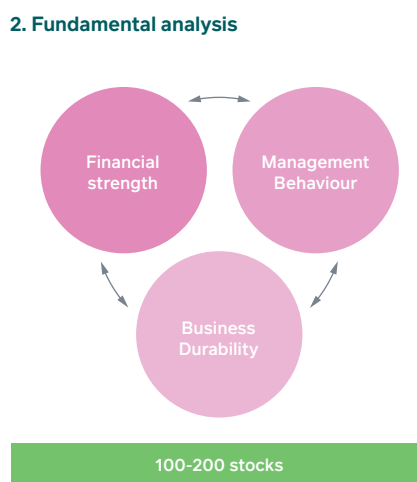 2. Fundamental analysis
Financial
strength
Management
Behaviour
Business
Durability
100-200 stocks